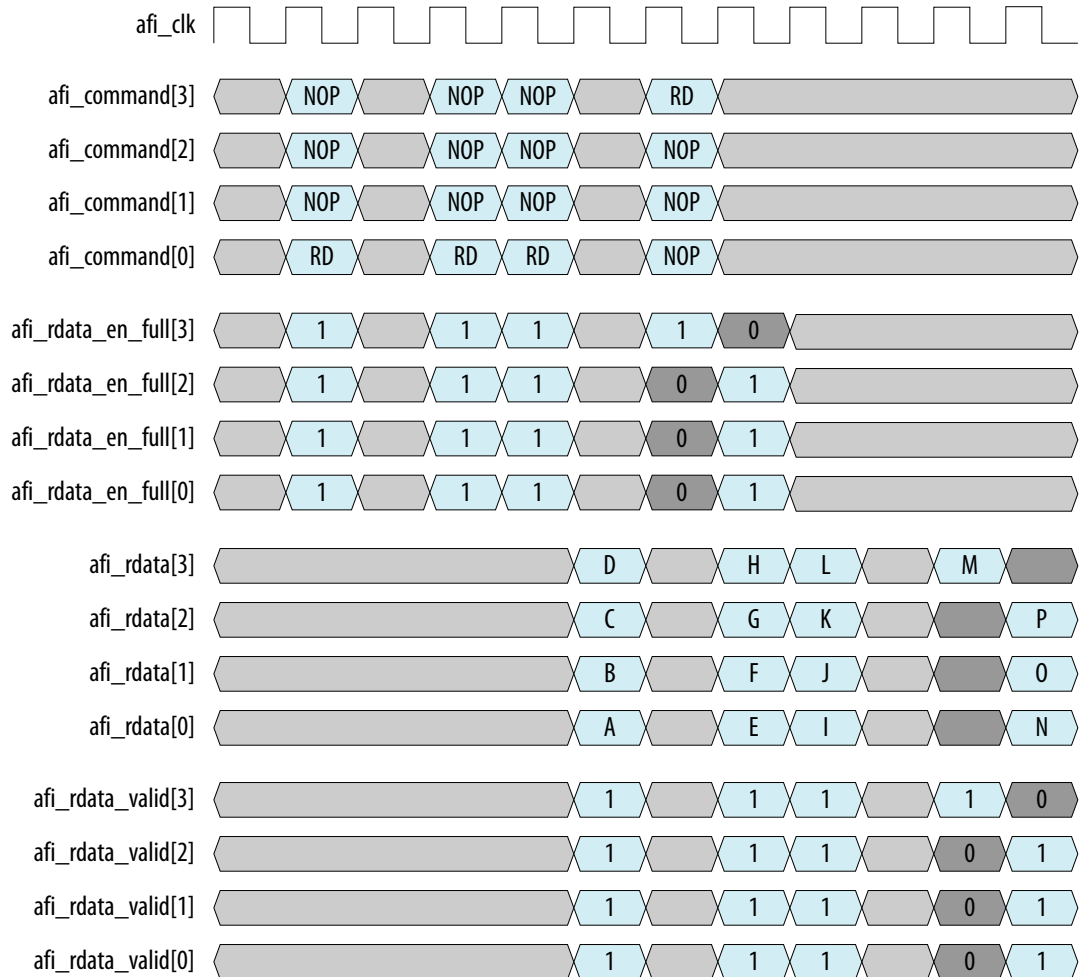 afi_clk
afi_command[3] NOP NOP NOP RD
afi_command[2] NOP NOP NOP NOP
afi_command[1] NOP NOP NOP NOP
afi_command[0] RD RD RD NOP
afi_rdata_en_full[3] 1 1 1 1 0
afi_rdata_en_full[2] 1 1 1 0 1
afi_rdata_en_full[1] 1 1 1 0 1
afi_rdata_en_full[0] 1 1 1 0 1
afi_rdata[3] D H L M
afi_rdata[2] C G K P
afi_rdata[1] B F J O
afi_rdata[0] A E I N
afi_rdata_valid[3] 1 1 1 1 0
afi_rdata_valid[2] 1 1 1 0 1
afi_rdata_valid[1] 1 1 1 0 1
afi_rdata_valid[0] 1 1 1 0 1